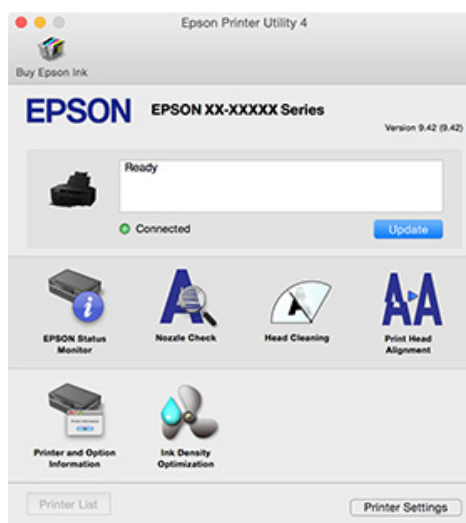 Epson Printer Utility 4
Buy Epson Ink
EPSON
EPSON XX-XXXXX Series
Version 9.42 (9.42)
Ready
Connected
Update
EPSON Status
Monitor
Nozzle Check
Head Cleaning
Print Head
Alignment
Printer and Option
Information
Ink Density
Optimization
Printer List
Printer Settings